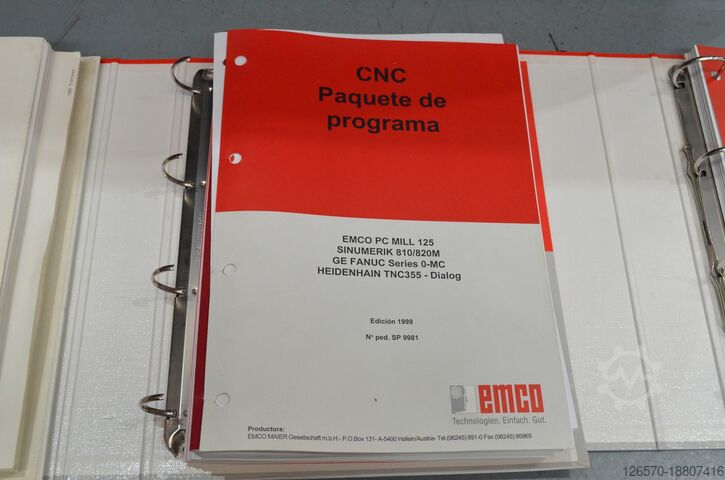 CNC
Paquete de
programa
EMCO PC MILL 125
SINUMERIK 810/820M
GE FANUC Series 0-MC
HEIDENHAIN TNC355 - Dialog
Edición 1999
Nº ped. SP 9981
emco
Technologien. Einfach. Gut.
Productora:
EMCO MAIER Gesellschaft m.b.H.- P.O.Box 131- A-5400 Hallein/Austria- Tel.(06245) 891-0 Fax (06245) 86965
126570-18807416